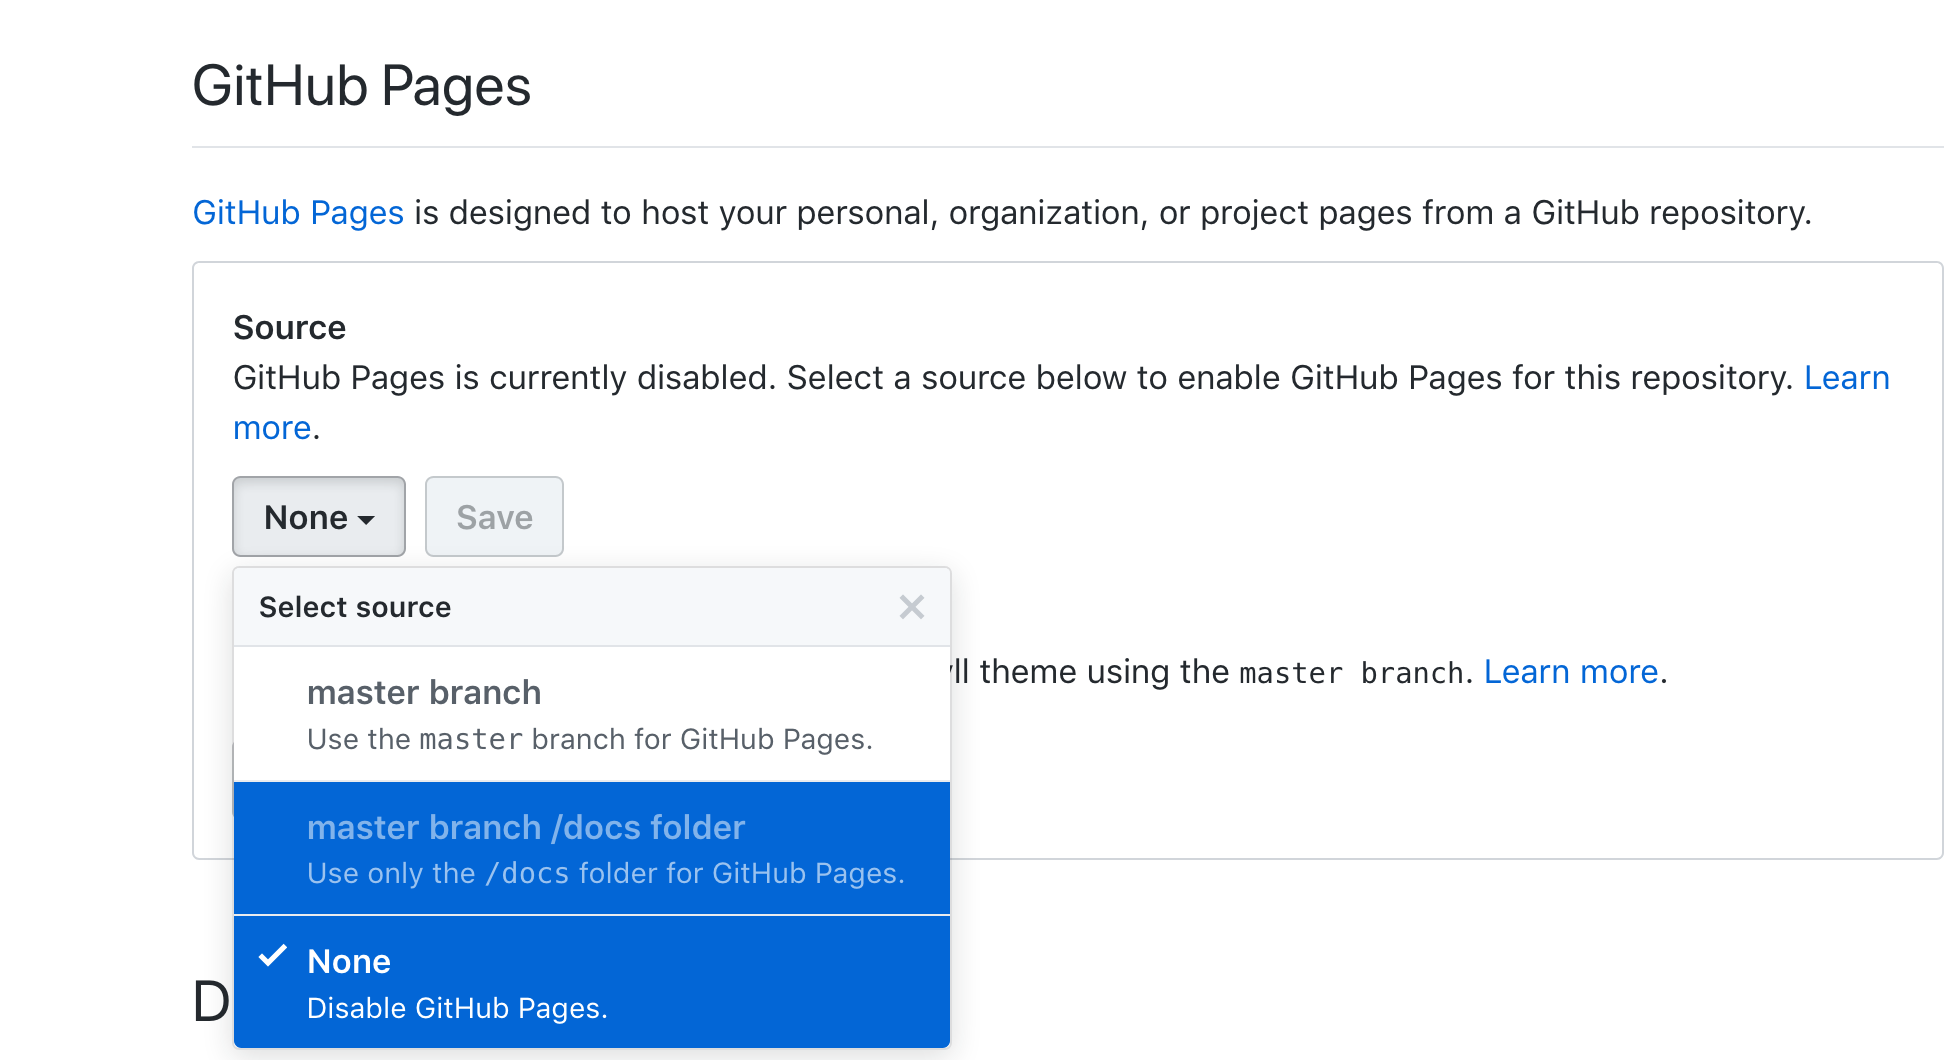 GitHub Pages
GitHub Pages is designed to host your personal, organization, or project pages from a GitHub repository.
Source
GitHub Pages is currently disabled. Select a source below to enable GitHub Pages for this repository. Learn
more.
None Save
Select source
theme using the master branch. Learn more.
master branch
Use the master branch for GitHub Pages.
master branch /docs folder
Use only the /docs folder for GitHub Pages.
None
Disable GitHub Pages.